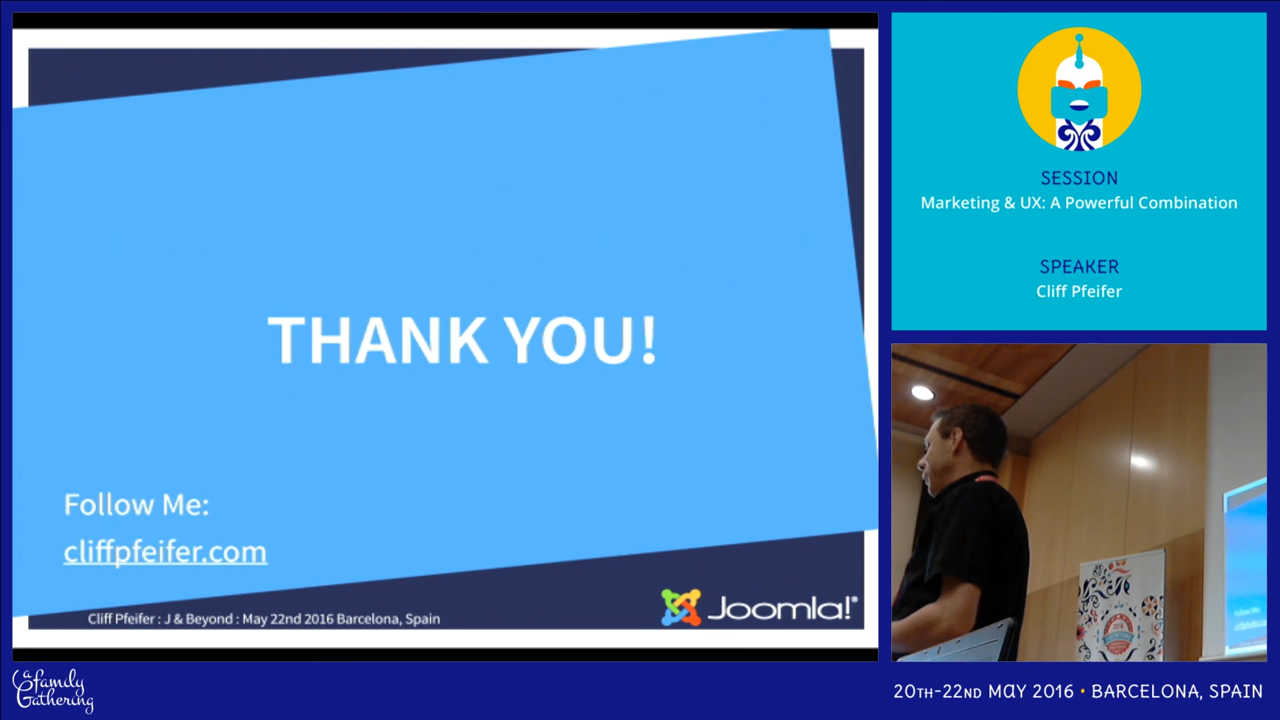 THANK YOU!
Follow Me:
cliffpfeifer.com
Cliff Pfeifer : J & Beyond : May 22nd 2016 Barcelona, Spain
Joomla!®
SESSION
Marketing & UX: A Powerful Combination
SPEAKER
Cliff Pfeifer
a family
Gathering
20TH-22ND MAY 2016 • BARCELONA, SPAIN